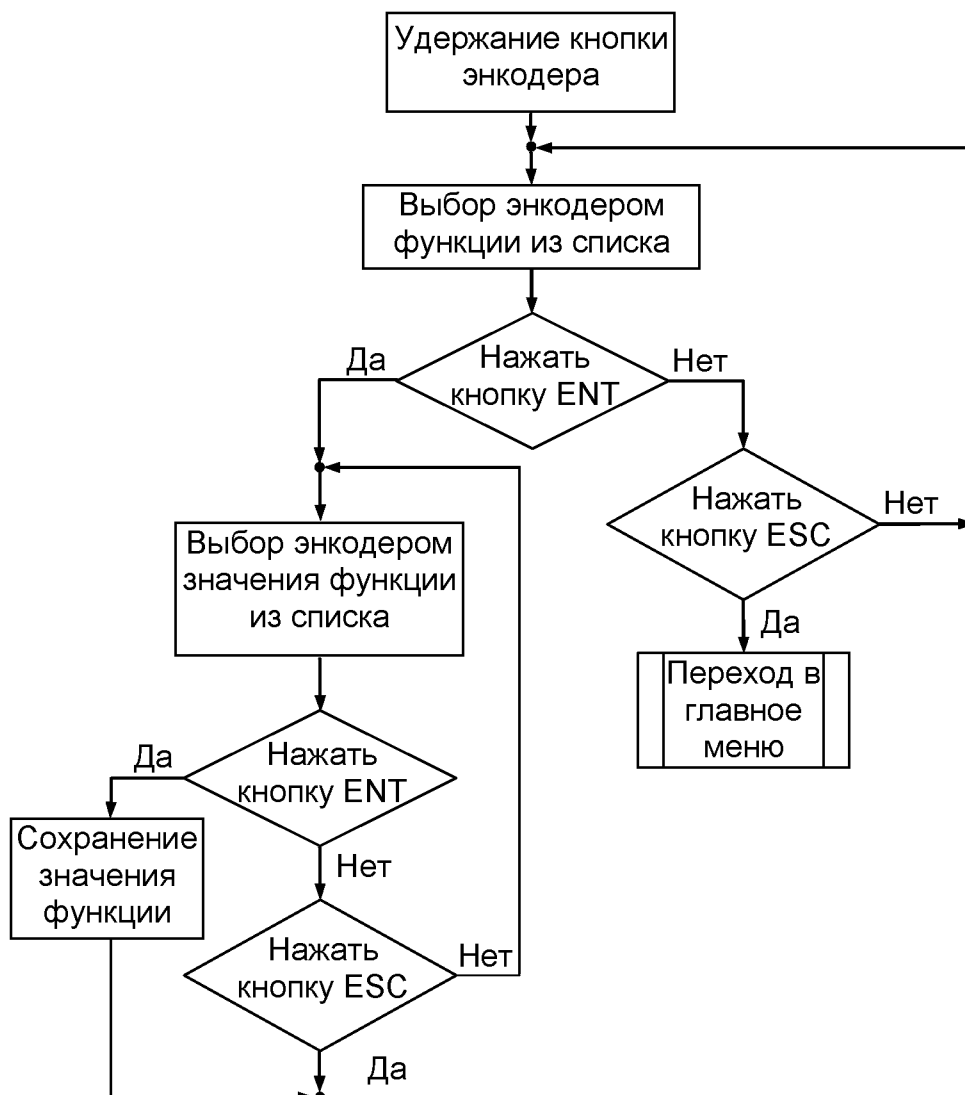 Удержание кнопки
энкодера
Выбор энкодером
функции из списка
Да
Нажать
кнопку ENT
Нет
Нажать
кнопку ESC
Нет
Выбор энкодером
значения функции
из списка
Да
Переход в
главное
меню
Да
Нажать
кнопку ENT
Сохранение
значения
функции
Нет
Нажать
кнопку ESC
Нет
Да